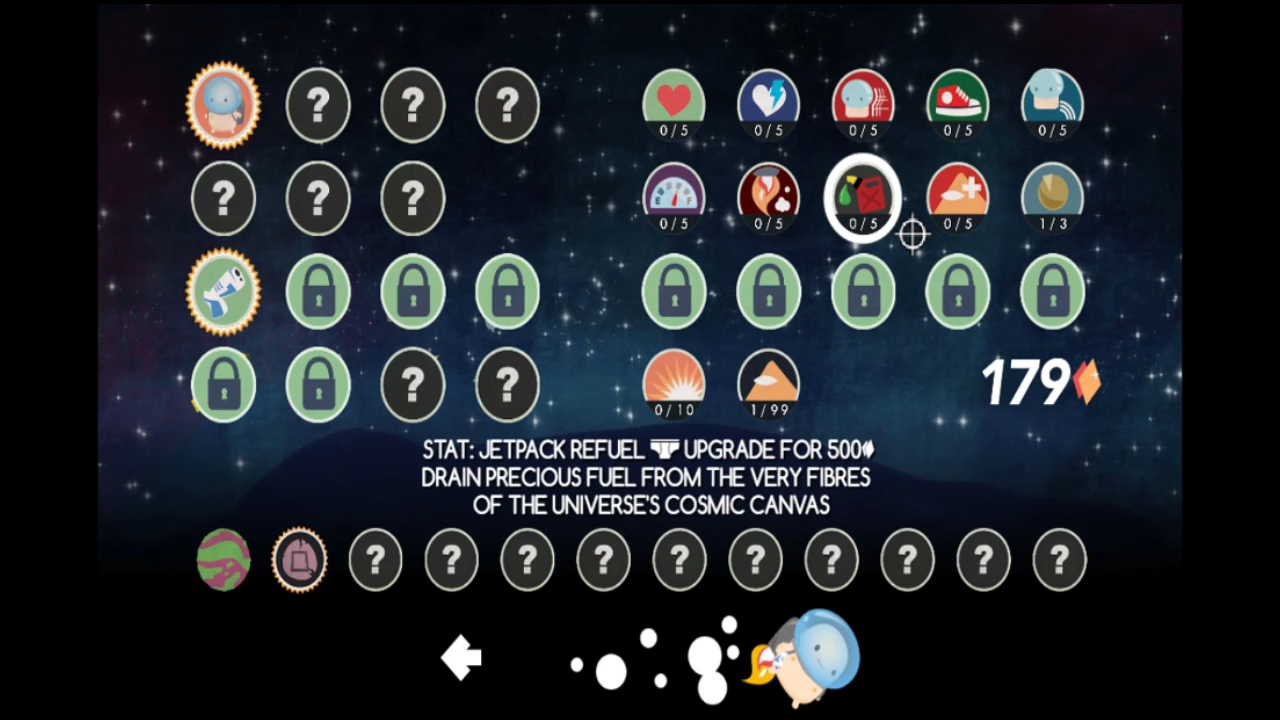 ? ? ?
0/5 0/5 0/5 0/5 0/5
? ? ?
E F
0/5 0/5 0/5 0/5 1/3
? ?
0/10 1/99
179
STAT: JETPACK REFUEL UPGRADE FOR 500
DRAIN PRECIOUS FUEL FROM THE VERY FIBRES
OF THE UNIVERSE'S COSMIC CANVAS
? ? ? ? ? ? ? ? ? ?